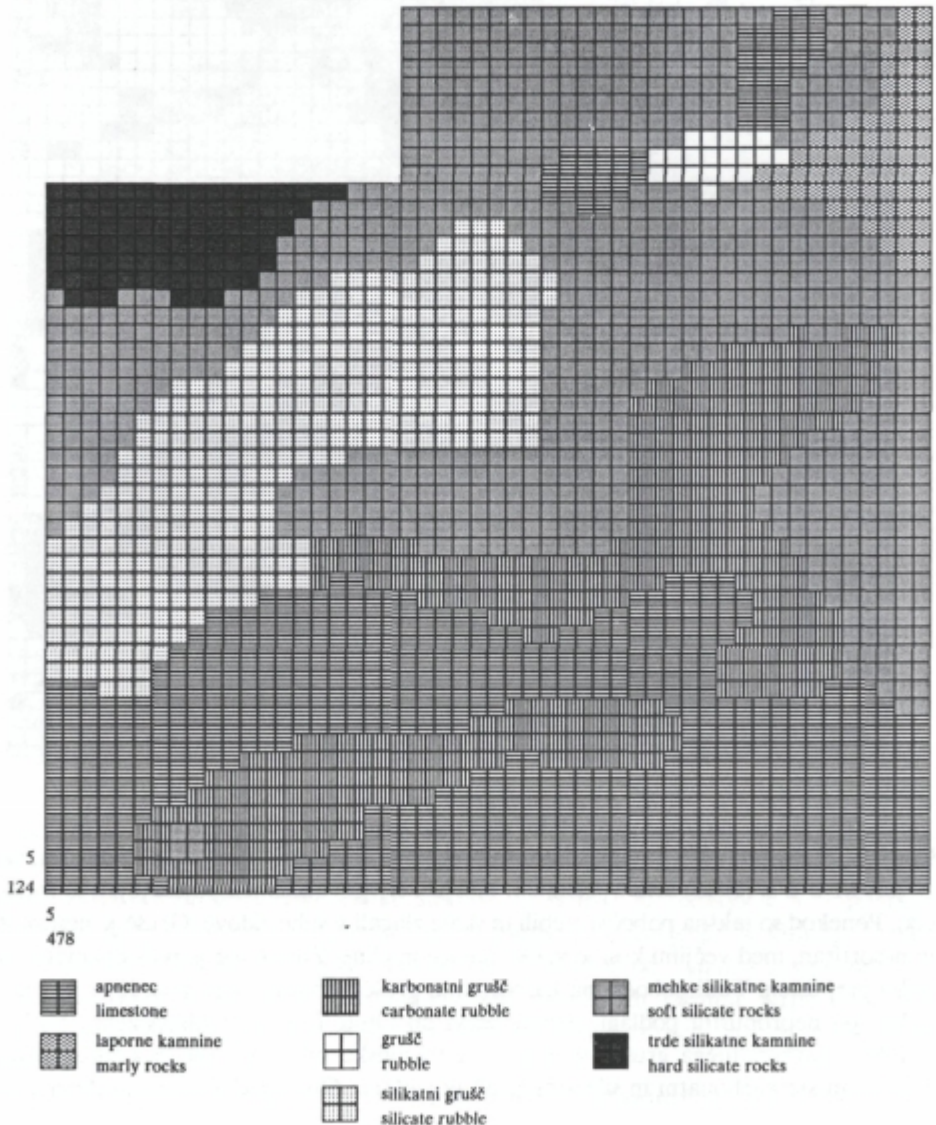 5
124
5
478
apnenec
limestone
laporne kamnine
marly rocks
karbonatni grušč
carbonate rubble
grušč
rubble
silikatni grušč
silicate rubble
mehke silikatne kamnine
soft silicate rocks
trde silikatne kamnine
hard silicate rocks